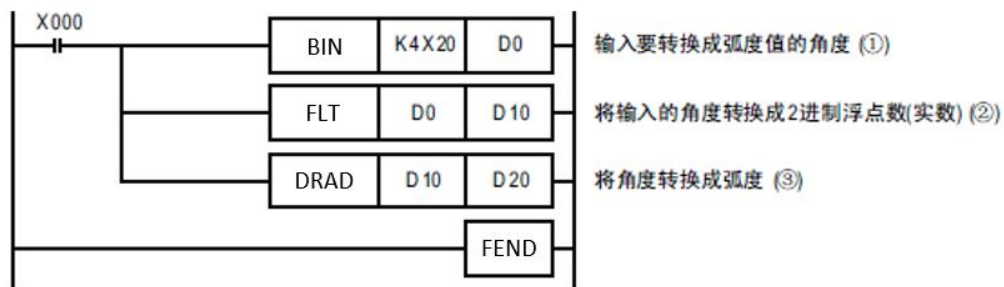 X000
BIN K4X20 D0 输入要转换成弧度值的角度 (①)
FLT D0 D10 将输入的角度转换成2进制浮点数(实数) (②)
DRAD D10 D20 将角度转换成弧度 (③)
FEND